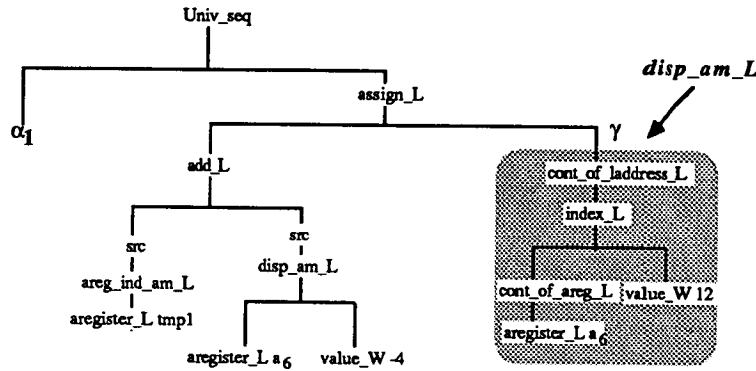 Univ_seq
disp_am_L
assign_L
α1
γ
add_L
cont_of_laddress_L
index_L
src
src
areg_ind_am_L
disp_am_L
cont_of_areg_L
value_W 12
aregister_L tmp1
aregister_L a6
aregister_L a6
value_W -4